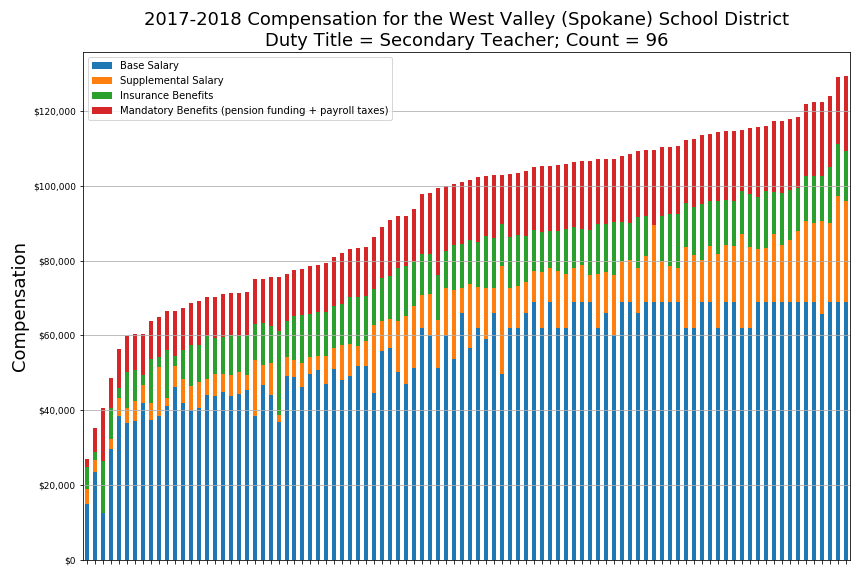 2017-2018 Compensation for the West Valley (Spokane) School District
Duty Title = Secondary Teacher; Count = 96
Base Salary
Supplemental Salary
Insurance Benefits
Mandatory Benefits (pension funding + payroll taxes)
$120,000
$100,000
$80,000
$60,000
$40,000
$20,000
$0
Compensation